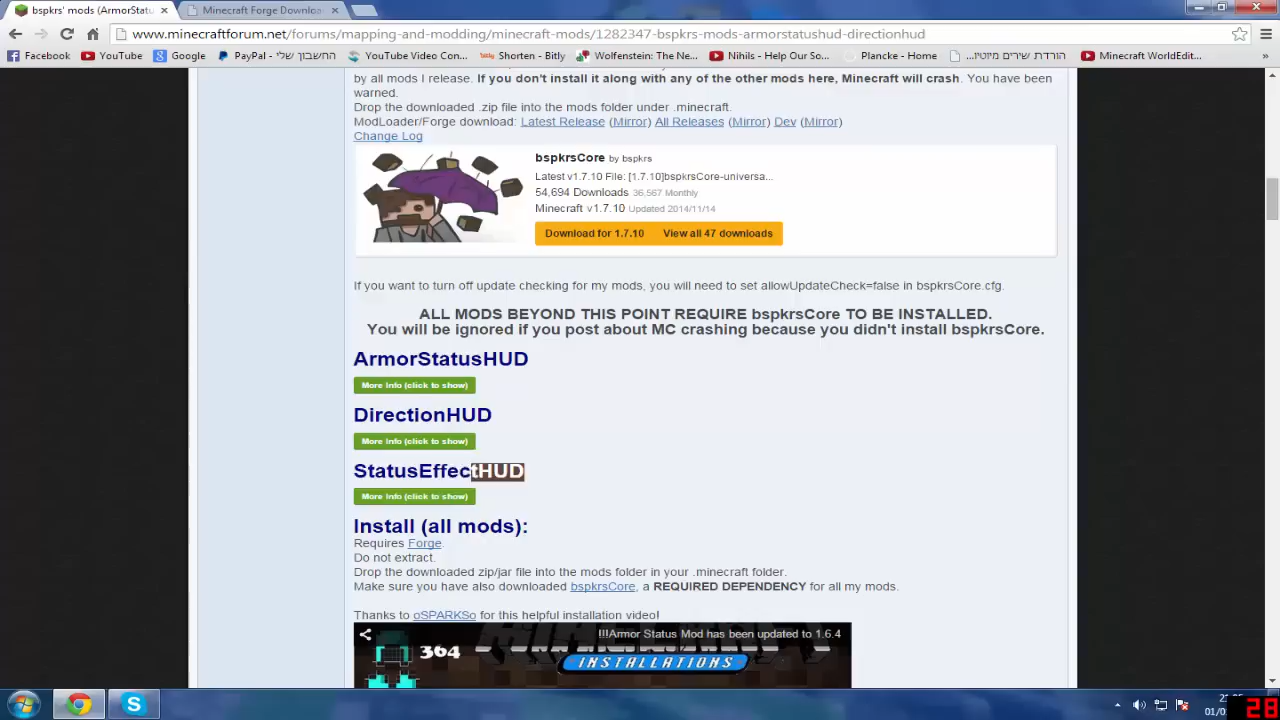 bspkrs' mods (ArmorStatu
Minecraft Forge Downloa
www.minecraftforum.net/forums/mapping-and-modding/minecraft-mods/1282347-bspkrs-mods-armorstatushud-directionhud
Facebook
YouTube
Google
PayPal - החשבון שלי
YouTube Video Con...
bitly Shorten - Bitly
Wolfenstein: The Ne...
Nihils - Help Our So...
Plancke - Home
הורדת שירים מיוטיו...
Minecraft WorldEdit...
by all mods I release. If you don't install it along with any of the other mods here, Minecraft will crash. You have been
warned.
Drop the downloaded .zip file into the mods folder under .minecraft.
ModLoader/Forge download: Latest Release (Mirror) All Releases (Mirror) Dev (Mirror)
Change Log
bspkrsCore by bspkrs
Latest v1.7.10 File: [1.7.10]bspkrsCore-universa...
54,694 Downloads 36,567 Monthly
Minecraft v1.7.10 Updated 2014/11/14
Download for 1.7.10 View all 47 downloads
If you want to turn off update checking for my mods, you will need to set allowUpdateCheck=false in bspkrsCore.cfg.
ALL MODS BEYOND THIS POINT REQUIRE bspkrsCore TO BE INSTALLED.
You will be ignored if you post about MC crashing because you didn't install bspkrsCore.
ArmorStatusHUD
More Info (click to show)
DirectionHUD
More Info (click to show)
StatusEffectHUD
More Info (click to show)
Install (all mods):
Requires Forge.
Do not extract.
Drop the downloaded zip/jar file into the mods folder in your .minecraft folder.
Make sure you have also downloaded bspkrsCore, a REQUIRED DEPENDENCY for all my mods.
Thanks to oSPARKSo for this helpful installation video!
!!!Armor Status Mod has been updated to 1.6.4
364
INSTALLATIONS
28